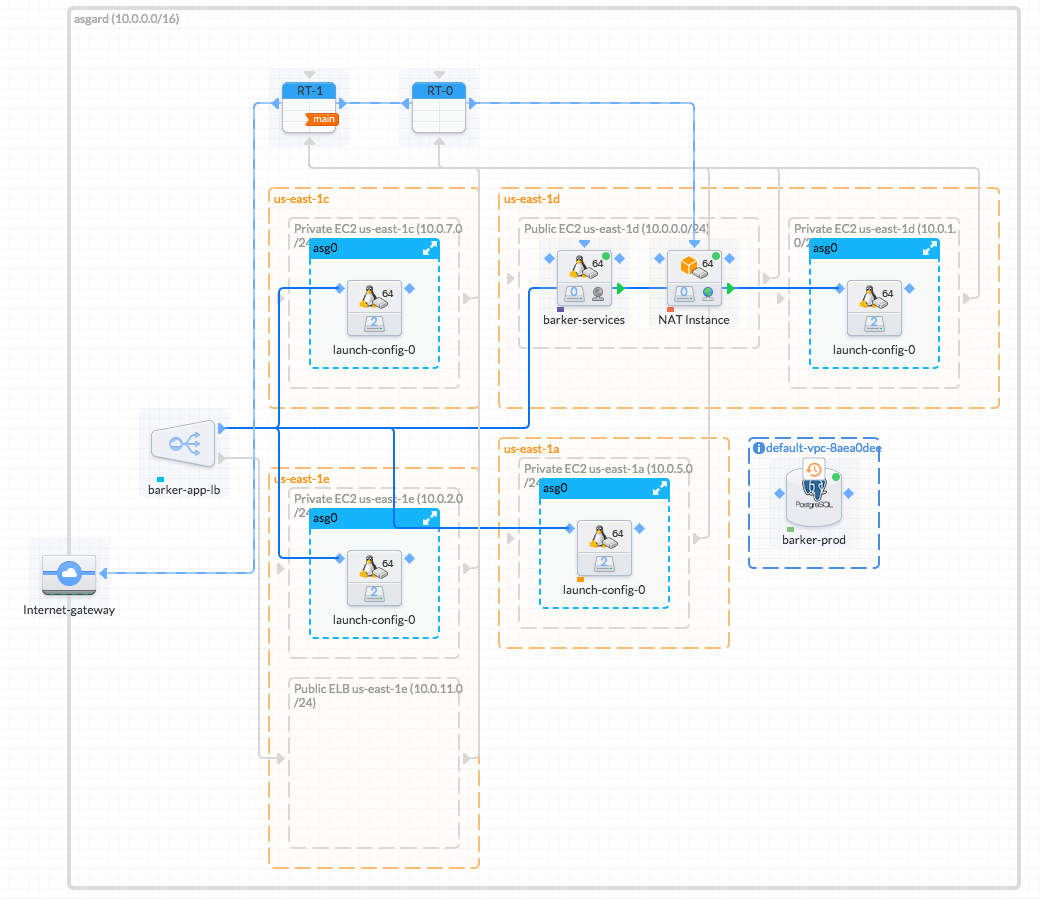 asgard (10.0.0.0/16)
RT-1
main
RT-0
us-east-1c
Private EC2 us-east-1c (10.0.7.0
/24
asg0
64
2
launch-config-0
us-east-1d
Public EC2 us-east-1d (10.0.0.0/24)
64
0
barker-services
64
0
NAT Instance
Private EC2 us-east-1d (10.0.1.
0/2
asg0
64
2
launch-config-0
barker-app-lb
Internet-gateway
us-east-1e
Private EC2 us-east-1e (10.0.2.0
/24
asg0
64
2
launch-config-0
Public ELB us-east-1e (10.0.11.0
/24)
us-east-1a
Private EC2 us-east-1a (10.0.5.0
/24
asg0
64
2
launch-config-0
default-vpc-8aea0dee
PostgreSQL
barker-prod